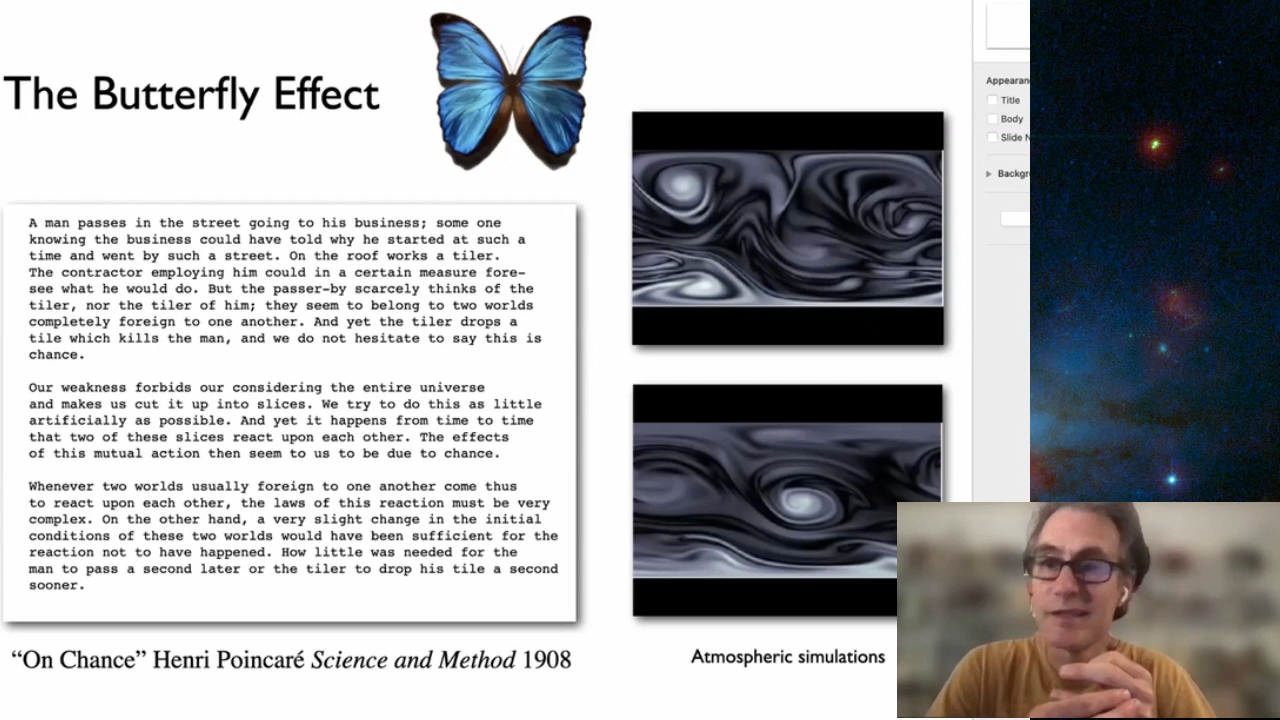 The Butterfly Effect
A man passes in the street going to his business; some one
knowing the business could have told why he started at such a
time and went by such a street. On the roof works a tiler.
The contractor employing him could in a certain measure fore-
see what he would do. But the passer-by scarcely thinks of the
tiler, nor the tiler of him; they seem to belong to two worlds
completely foreign to one another. And yet the tiler drops a
tile which kills the man, and we do not hesitate to say this is
chance.
Our weakness forbids our considering the entire universe
and makes us cut it up into slices. We try to do this as little
artificially as possible. And yet it happens from time to time
that two of these slices react upon each other. The effects
of this mutual action then seem to us to be due to chance.
Whenever two worlds usually foreign to one another come thus
to react upon each other, the laws of this reaction must be very
complex. On the other hand, a very slight change in the initial
conditions of these two worlds would have been sufficient for the
reaction not to have happened. How little was needed for the
man to pass a second later or the tiler to drop his tile a second
sooner.
“On Chance” Henri Poincaré Science and Method 1908
Atmospheric simulations
Title
Body
Slide